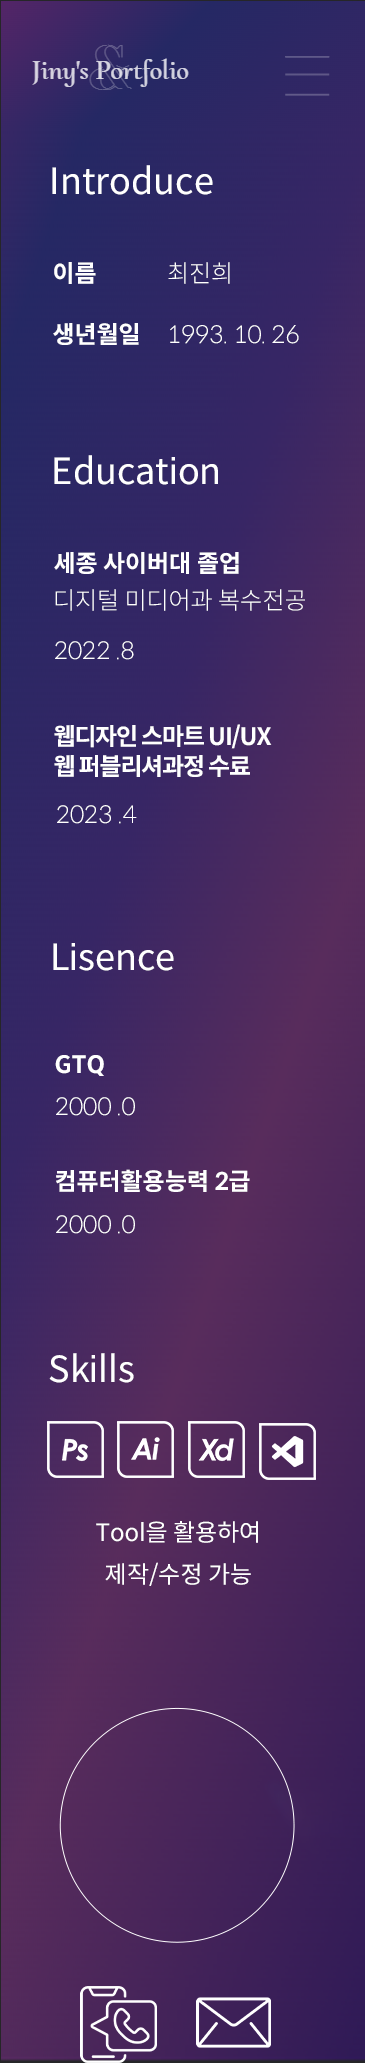 Jiny's & Portfolio
Introduce
이름 최진희
생년월일 1993. 10. 26
Education
세종 사이버대 졸업
디지털 미디어과 복수전공
2022 .8
웹디자인 스마트 UI/UX
웹 퍼블리셔과정 수료
2023 .4
Lisence
GTQ
2000 .0
컴퓨터활용능력 2급
2000 .0
Skills
Ps Ai Xd
Tool을 활용하여
제작/수정 가능